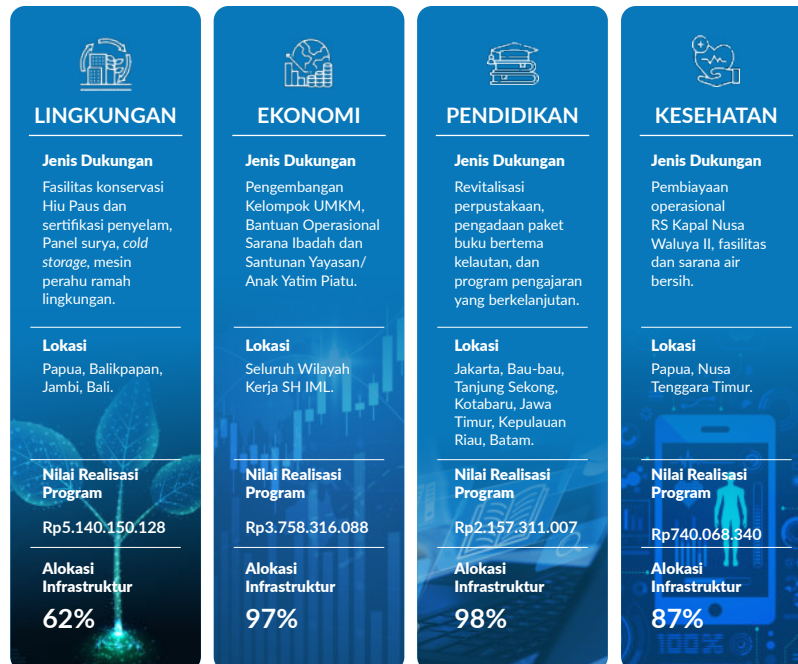 LINGKUNGAN
Jenis Dukungan
Fasilitas konservasi
Hiu Paus dan
sertifikasi penyelam,
Panel surya, cold
storage, mesin
perahu ramah
lingkungan.
Lokasi
Papua, Balikpapan,
Jambi, Bali.
Nilai Realisasi
Program
Rp5.140.150.128
Alokasi
Infrastruktur
62%
EKONOMI
Jenis Dukungan
Pengembangan
Kelompok UMKM,
Bantuan Operasional
Sarana Ibadah dan
Santunan Yayasan/
Anak Yatim Piatu.
Lokasi
Seluruh Wilayah
Kerja SH IML.
Nilai Realisasi
Program
Rp3.758.316.088
Alokasi
Infrastruktur
97%
PENDIDIKAN
Jenis Dukungan
Revitalisasi
perpustakaan,
pengadaan paket
buku bertema
kelautan, dan
program pengajaran
yang berkelanjutan.
Lokasi
Jakarta, Bau-bau,
Tanjung Sekong,
Kotabaru, Jawa
Timur, Kepulauan
Riau, Batam.
Nilai Realisasi
Program
Rp2.157.311.007
Alokasi
Infrastruktur
98%
KESEHATAN
Jenis Dukungan
Pembiayaan
operasional
RS Kapal Nusa
Waluya II, fasilitas
dan sarana air
bersih.
Lokasi
Papua, Nusa
Tenggara Timur.
Nilai Realisasi
Program
Rp740.068.340
Alokasi
Infrastruktur
87%
100%